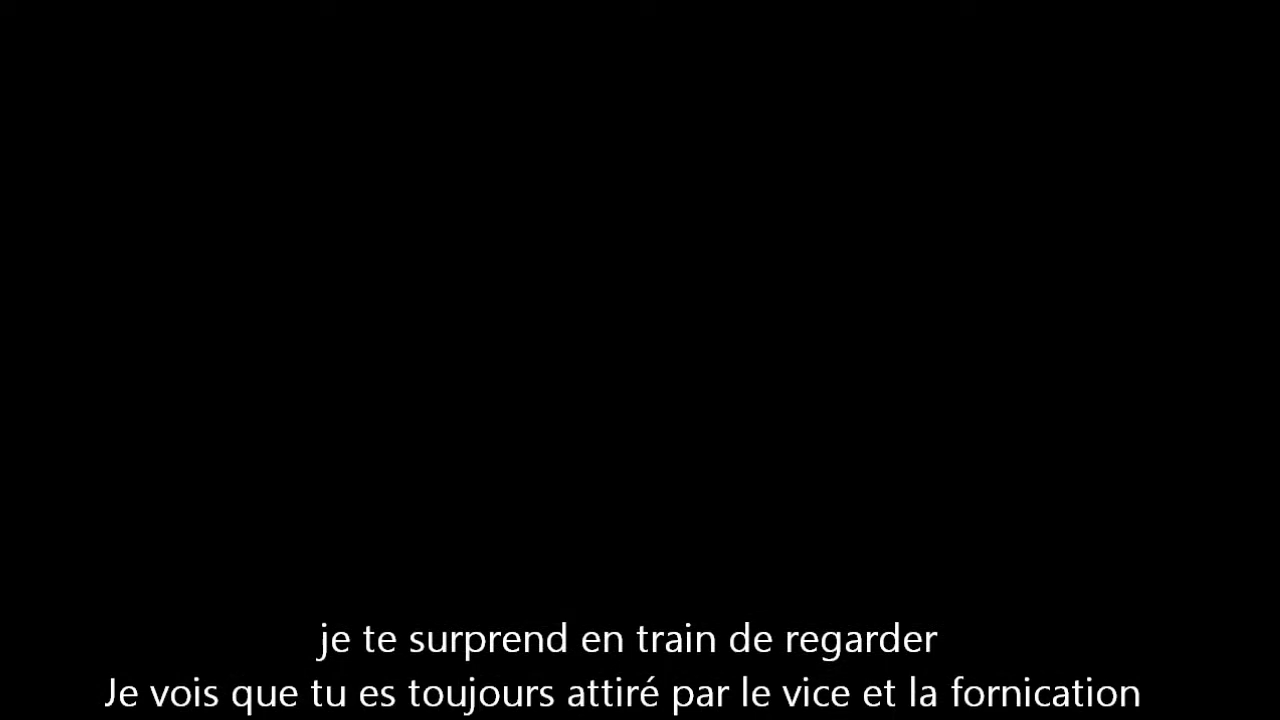 je te surprend en train de regarder
Je vois que tu es toujours attiré par le vice et la fornication